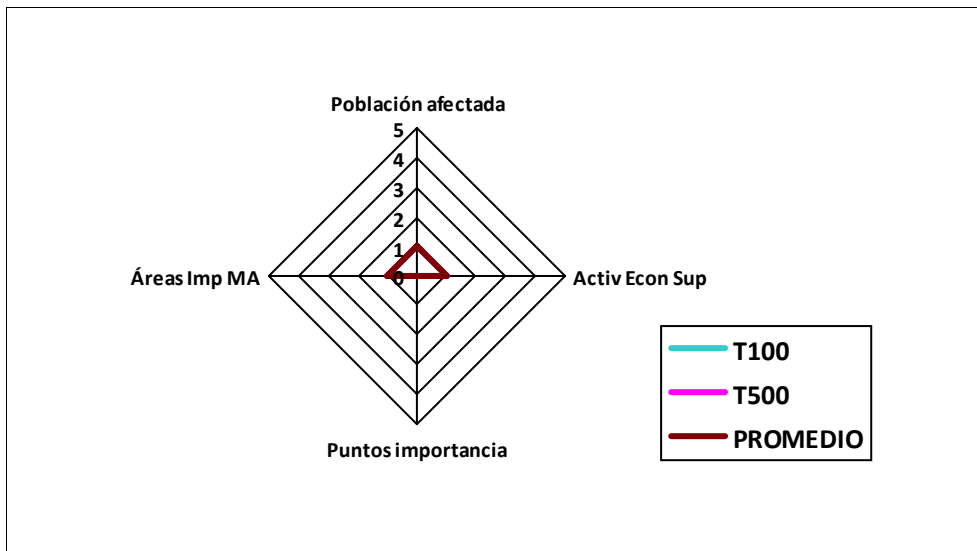 Población afectada
5
4
3
2
1
0
Áreas Imp MA
Activ Econ Sup
Puntos importancia
T100
T500
PROMEDIO